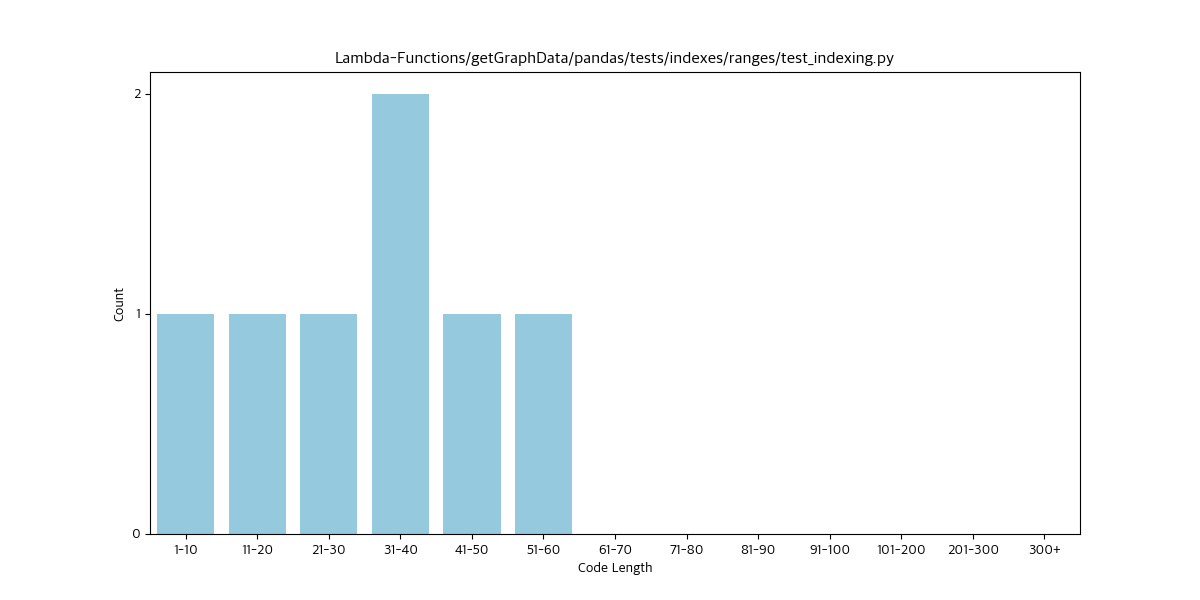 Lambda-Functions/getGraphData/pandas/tests/indexes/ranges/test_indexing.py
2
1
0
Count
1-10 11-20 21-30 31-40 41-50 51-60 61-70 71-80 81-90 91-100 101-200 201-300 300+
Code Length